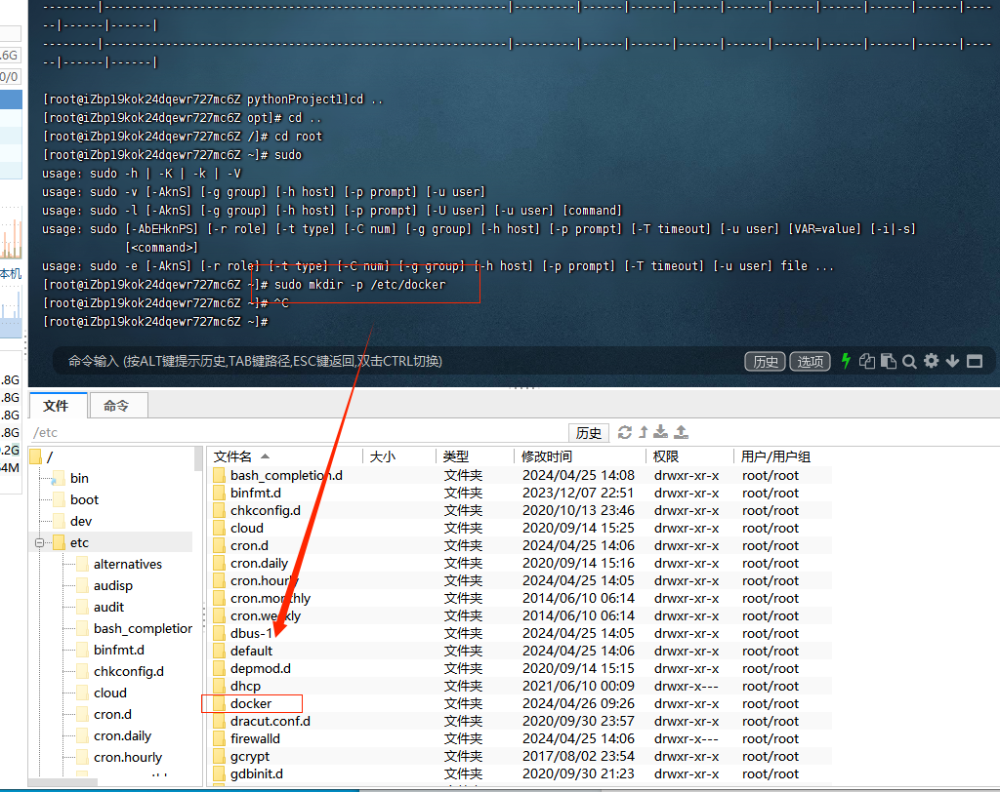 --------|-----------------------------------------------------------|---------|------|------|------|------|------|------|------|------|----
--|------|------|
--------|-----------------------------------------------------------|---------|------|------|------|------|------|------|------|------|----
--|------|------|
[root@iZbp19kok24dqewr727mc6Z pythonProject1]cd ..
[root@iZbp19kok24dqewr727mc6Z opt]# cd ..
[root@iZbp19kok24dqewr727mc6Z /]# cd root
[root@iZbp19kok24dqewr727mc6Z ~]# sudo
usage: sudo -h | -K | -k | -V
usage: sudo -v [-AknS] [-g group] [-h host] [-p prompt] [-u user]
usage: sudo -l [-AknS] [-g group] [-h host] [-p prompt] [-U user] [-u user] [command]
usage: sudo [-AbEHknPS] [-r role] [-t type] [-C num] [-g group] [-h host] [-p prompt] [-T timeout] [-u user] [VAR=value] [-i|-s]
[<command>]
usage: sudo -e [-AknS] [-r role] [-t type] [-C num] [-g group] [-h host] [-p prompt] [-T timeout] [-u user] file ...
[root@iZbp19kok24dqewr727mc6Z ~]# sudo mkdir -p /etc/docker
[root@iZbp19kok24dqewr727mc6Z ~]# ^C
[root@iZbp19kok24dqewr727mc6Z ~]#
命令输入 (按ALT键提示历史,TAB键路径,ESC键返回,双击CTRL切换) 历史 选项
.6G
0/0
本机
.8G
.8G
.8G
.8G
0.2G
4M
文件 命令
/etc 历史
/
bin
boot
dev
etc
alternatives
audisp
audit
bash_completior
binfmt.d
chkconfig.d
cloud
cron.d
cron.daily
cron.hourly
文件名 大小 类型 修改时间 权限 用户/用户组
bash_completion.d 文件夹 2024/04/25 14:08 drwxr-xr-x root/root
binfmt.d 文件夹 2023/12/07 22:51 drwxr-xr-x root/root
chkconfig.d 文件夹 2020/10/13 23:46 drwxr-xr-x root/root
cloud 文件夹 2020/09/14 15:25 drwxr-xr-x root/root
cron.d 文件夹 2024/04/25 14:06 drwxr-xr-x root/root
cron.daily 文件夹 2020/09/14 15:16 drwxr-xr-x root/root
cron.hourly 文件夹 2024/04/25 14:05 drwxr-xr-x root/root
cron.monthly 文件夹 2014/06/10 06:14 drwxr-xr-x root/root
cron.weekly 文件夹 2014/06/10 06:14 drwxr-xr-x root/root
dbus-1 文件夹 2024/04/25 14:05 drwxr-xr-x root/root
default 文件夹 2024/04/25 14:06 drwxr-xr-x root/root
depmod.d 文件夹 2020/09/14 15:15 drwxr-xr-x root/root
dhcp 文件夹 2021/06/10 00:09 drwxr-x--- root/root
docker 文件夹 2024/04/26 09:26 drwxr-xr-x root/root
dracut.conf.d 文件夹 2020/09/30 23:57 drwxr-xr-x root/root
firewalld 文件夹 2024/04/25 14:06 drwxr-x--- root/root
gcrypt 文件夹 2017/08/02 23:54 drwxr-xr-x root/root
gdbinit.d 文件夹 2020/09/30 21:23 drwxr-xr-x root/root